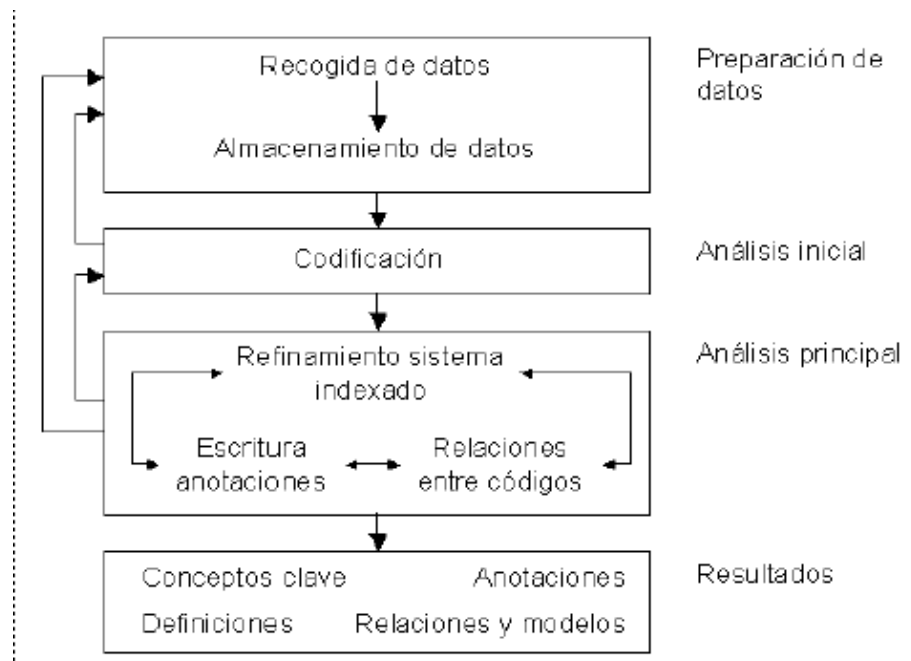 Recogida de datos
Preparación de
datos
Almacenamiento de datos
Codificación
Análisis inicial
Refinamiento sistema
indexado
Análisis principal
Escritura
anotaciones
Relaciones
entre códigos
Conceptos clave
Anotaciones
Resultados
Definiciones
Relaciones y modelos